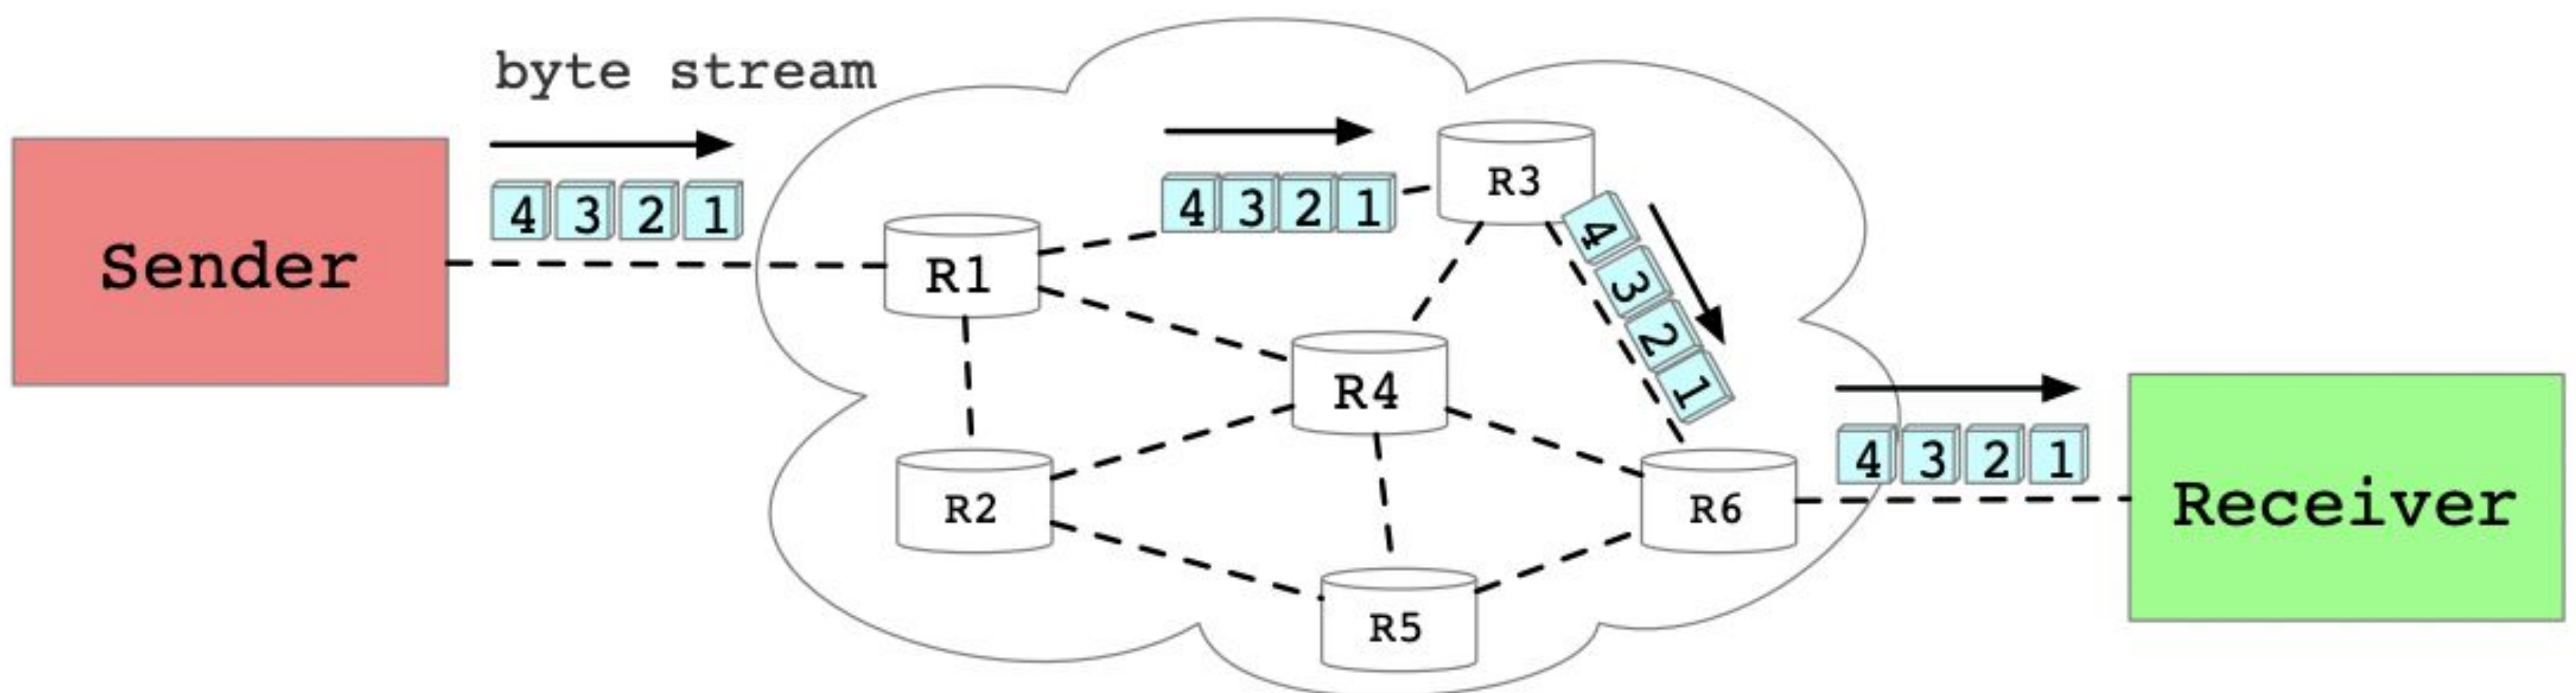 byte stream
4 3 2 1
Sender
R1
4 3 2 1
R3
4 3 2 1
R4
R2
R6
R5
4 3 2 1
Receiver